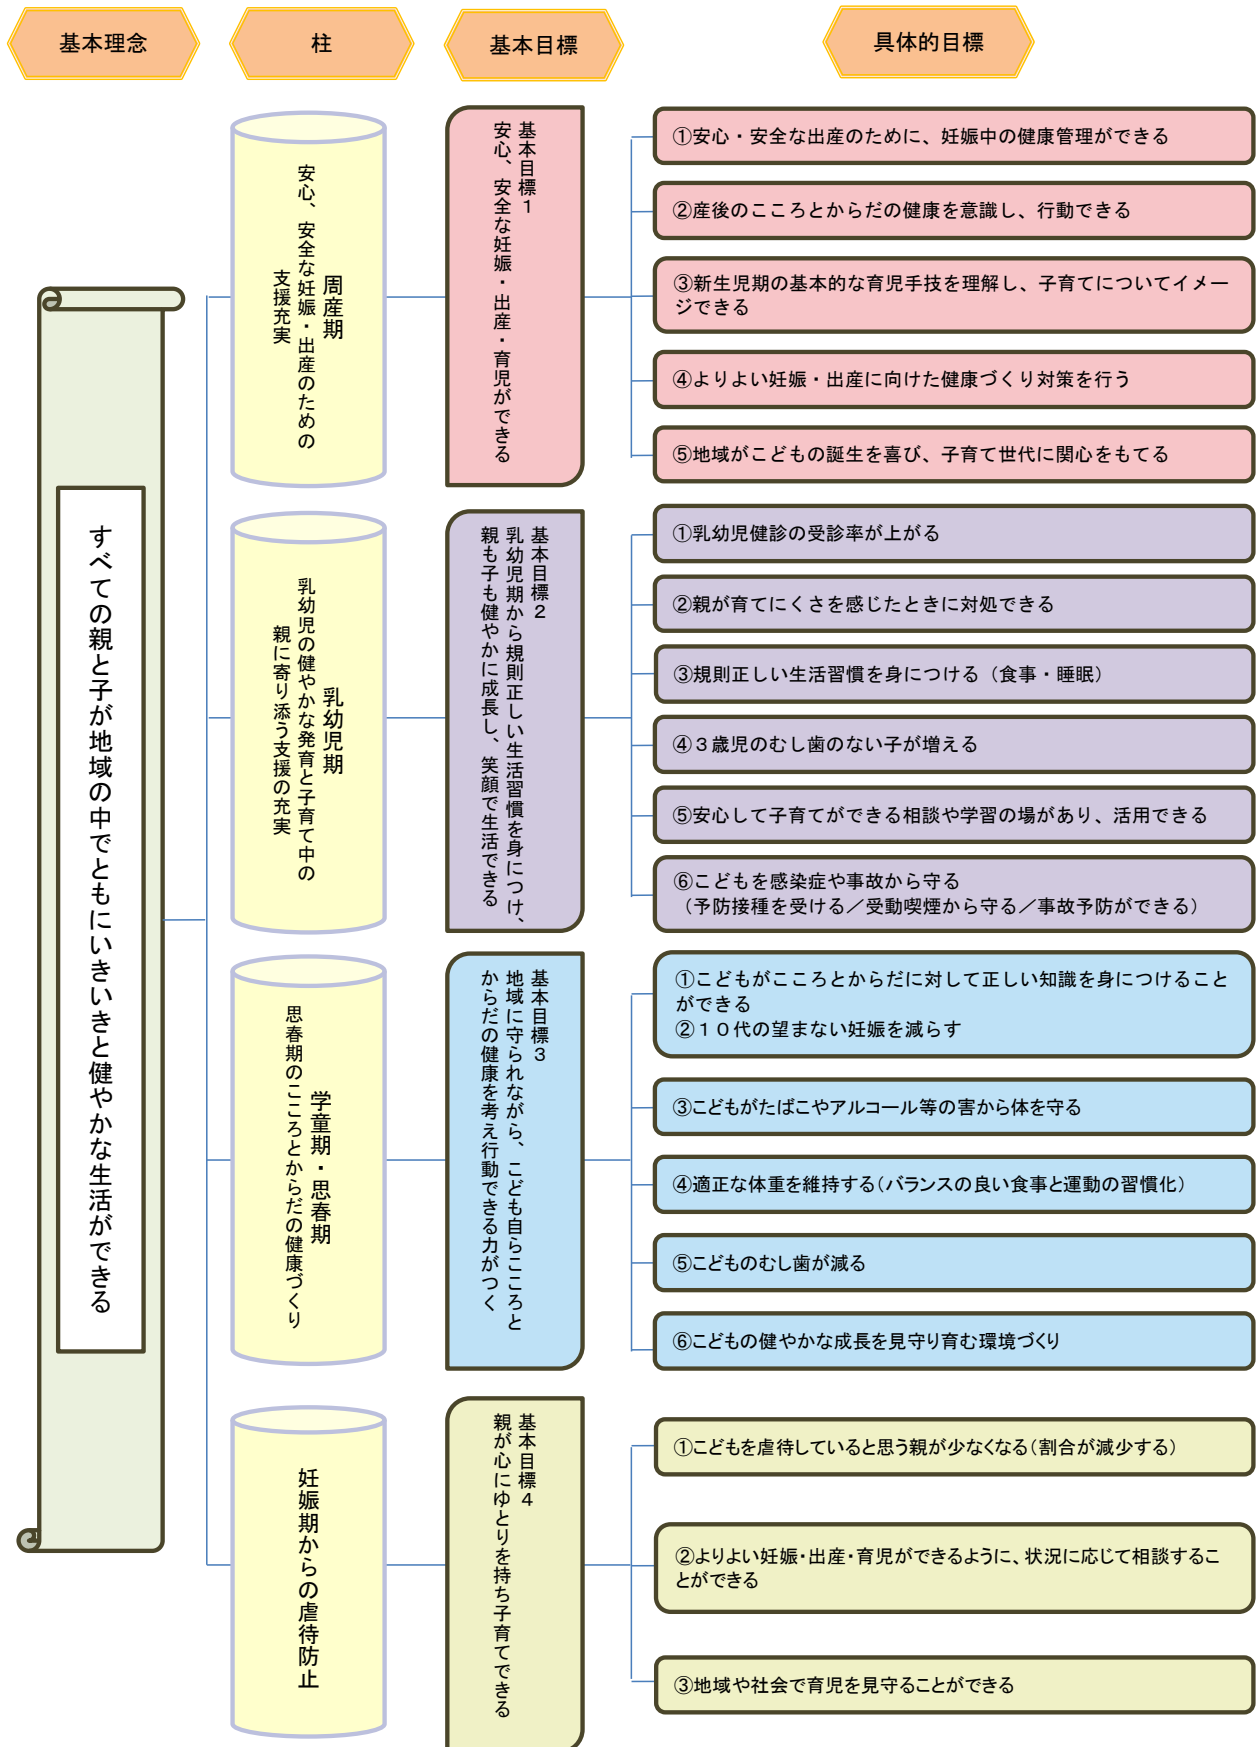 基本理念
柱
基本目標
具体的目標
すべての親と子が地域の中でともにいきいきと健やかな生活ができる
周産期
安心、安全な妊娠・出産のための
支援充実
基本目標1
安心、安全な妊娠・出産・育児ができる
①安心・安全な出産のために、妊娠中の健康管理ができる
②産後のこころとからだの健康を意識し、行動できる
③新生児期の基本的な育児手技を理解し、子育てについてイメー
ジできる
④よりよい妊娠・出産に向けた健康づくり対策を行う
⑤地域がこどもの誕生を喜び、子育て世代に関心をもてる
乳幼児期
乳幼児の健やかな発育と子育て中の
親に寄り添う支援の充実
基本目標2
乳幼児期から規則正しい生活習慣を身につけ、
親も子も健やかに成長し、笑顔で生活できる
①乳幼児健診の受診率が上がる
②親が育てにくさを感じたときに対処できる
③規則正しい生活習慣を身につける（食事・睡眠）
④３歳児のむし歯のない子が増える
⑤安心して子育てができる相談や学習の場があり、活用できる
⑥こどもを感染症や事故から守る
（予防接種を受ける／受動喫煙から守る／事故予防ができる）
学童期・思春期
思春期のこころとからだの健康づくり
基本目標3
地域に守られながら、こども自らこころと
からだの健康を考え行動できる力がつく
①こどもがこころとからだに対して正しい知識を身につけること
ができる
②１０代の望まない妊娠を減らす
③こどもがたばこやアルコール等の害から体を守る
④適正な体重を維持する（バランスの良い食事と運動の習慣化）
⑤こどものむし歯が減る
⑥こどもの健やかな成長を見守り育む環境づくり
妊娠期からの虐待防止
基本目標4
親が心にゆとりを持ち子育てできる
①こどもを虐待していると思う親が少なくなる（割合が減少する）
②よりよい妊娠・出産・育児ができるように、状況に応じて相談するこ
とができる
③地域や社会で育児を見守ることができる